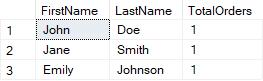 FirstName LastName TotalOrders
1 John Doe 1
2 Jane Smith 1
3 Emily Johnson 1